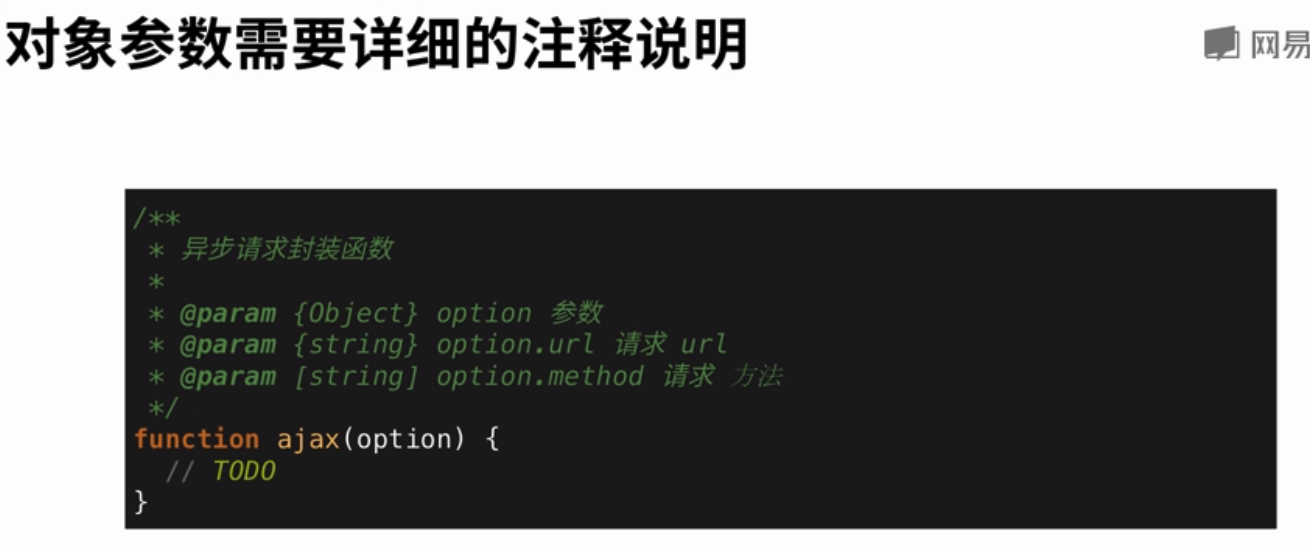 对象参数需要详细的注释说明
网易
/**
 * 异步请求封装函数
 *
 * @param {Object} option 参数
 * @param {string} option.url 请求 url
 * @param [string] option.method 请求 方法
 */
function ajax(option) {
  // TODO
}